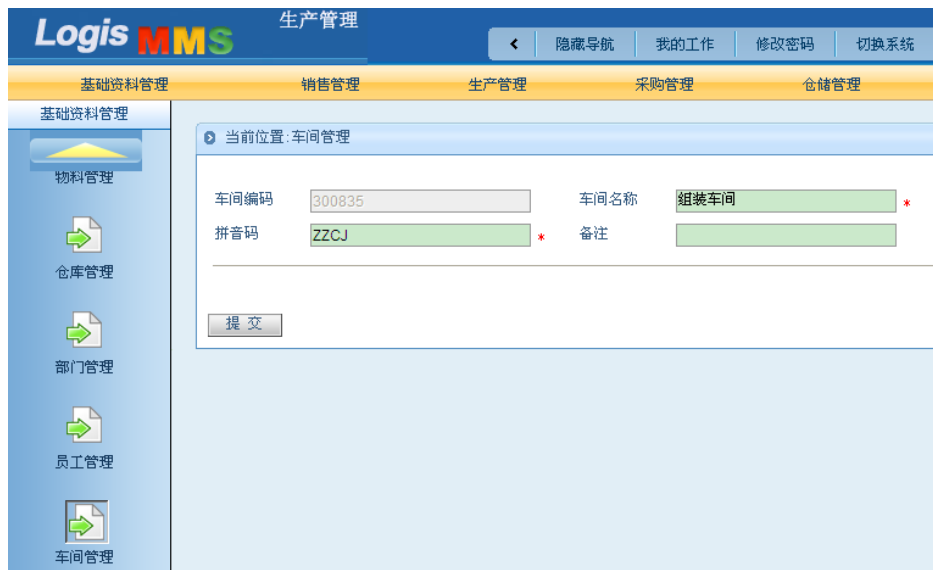 Logis MMS
生产管理
隐藏导航 我的工作 修改密码 切换系统
基础资料管理 销售管理 生产管理 采购管理 仓储管理
基础资料管理
物料管理
仓库管理
部门管理
员工管理
车间管理
当前位置:车间管理
车间编码 300835 车间名称 组装车间 *
拼音码 ZZCJ * 备注
提 交